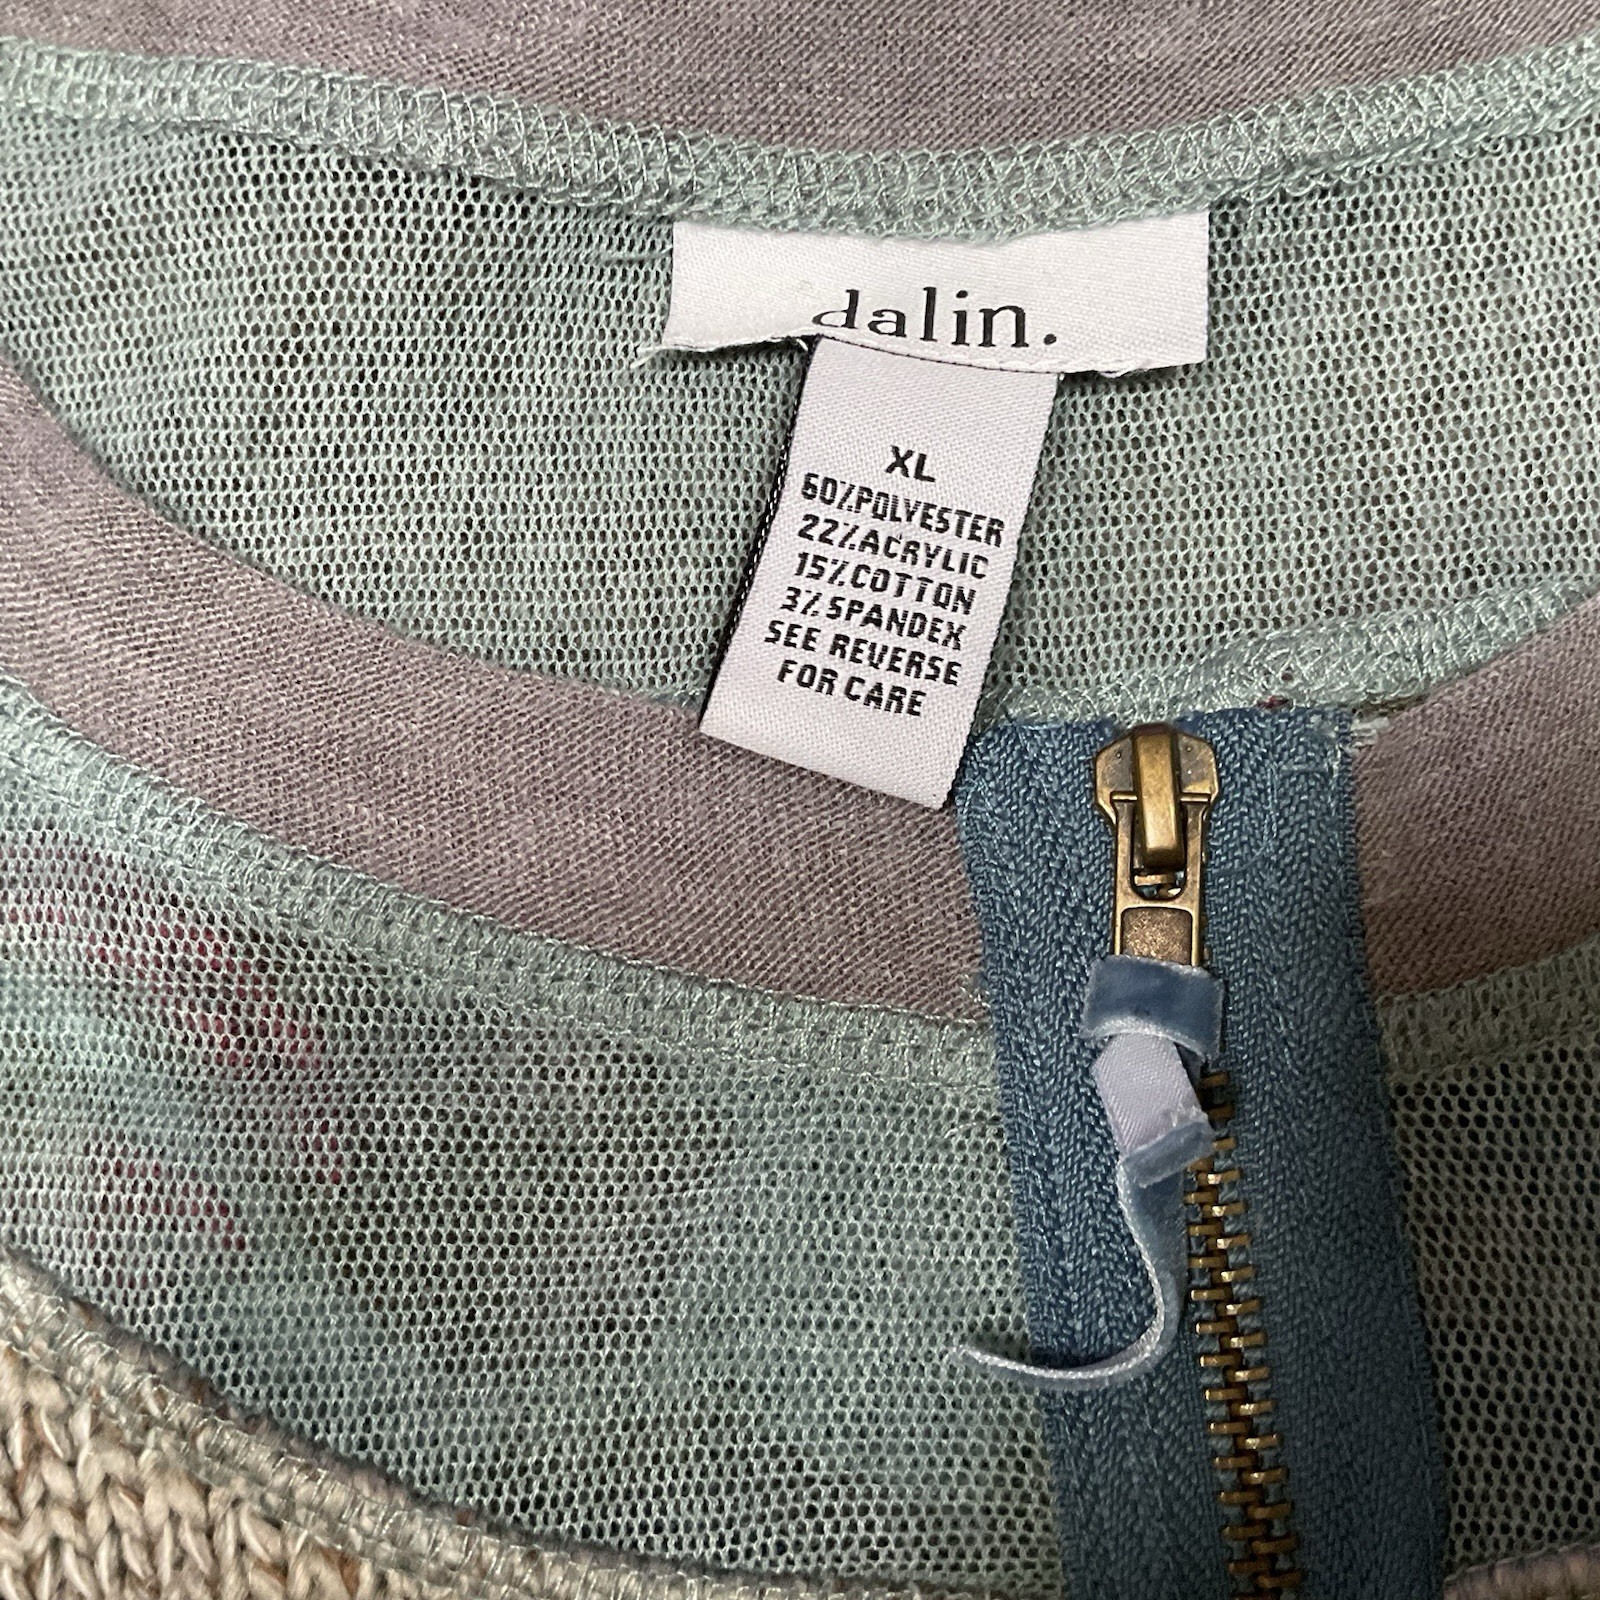 dalin.
XL
60%POLYESTER
22%ACRYLIC
15%COTTON
3%SPANDEX
SEE REVERSE
FOR CARE